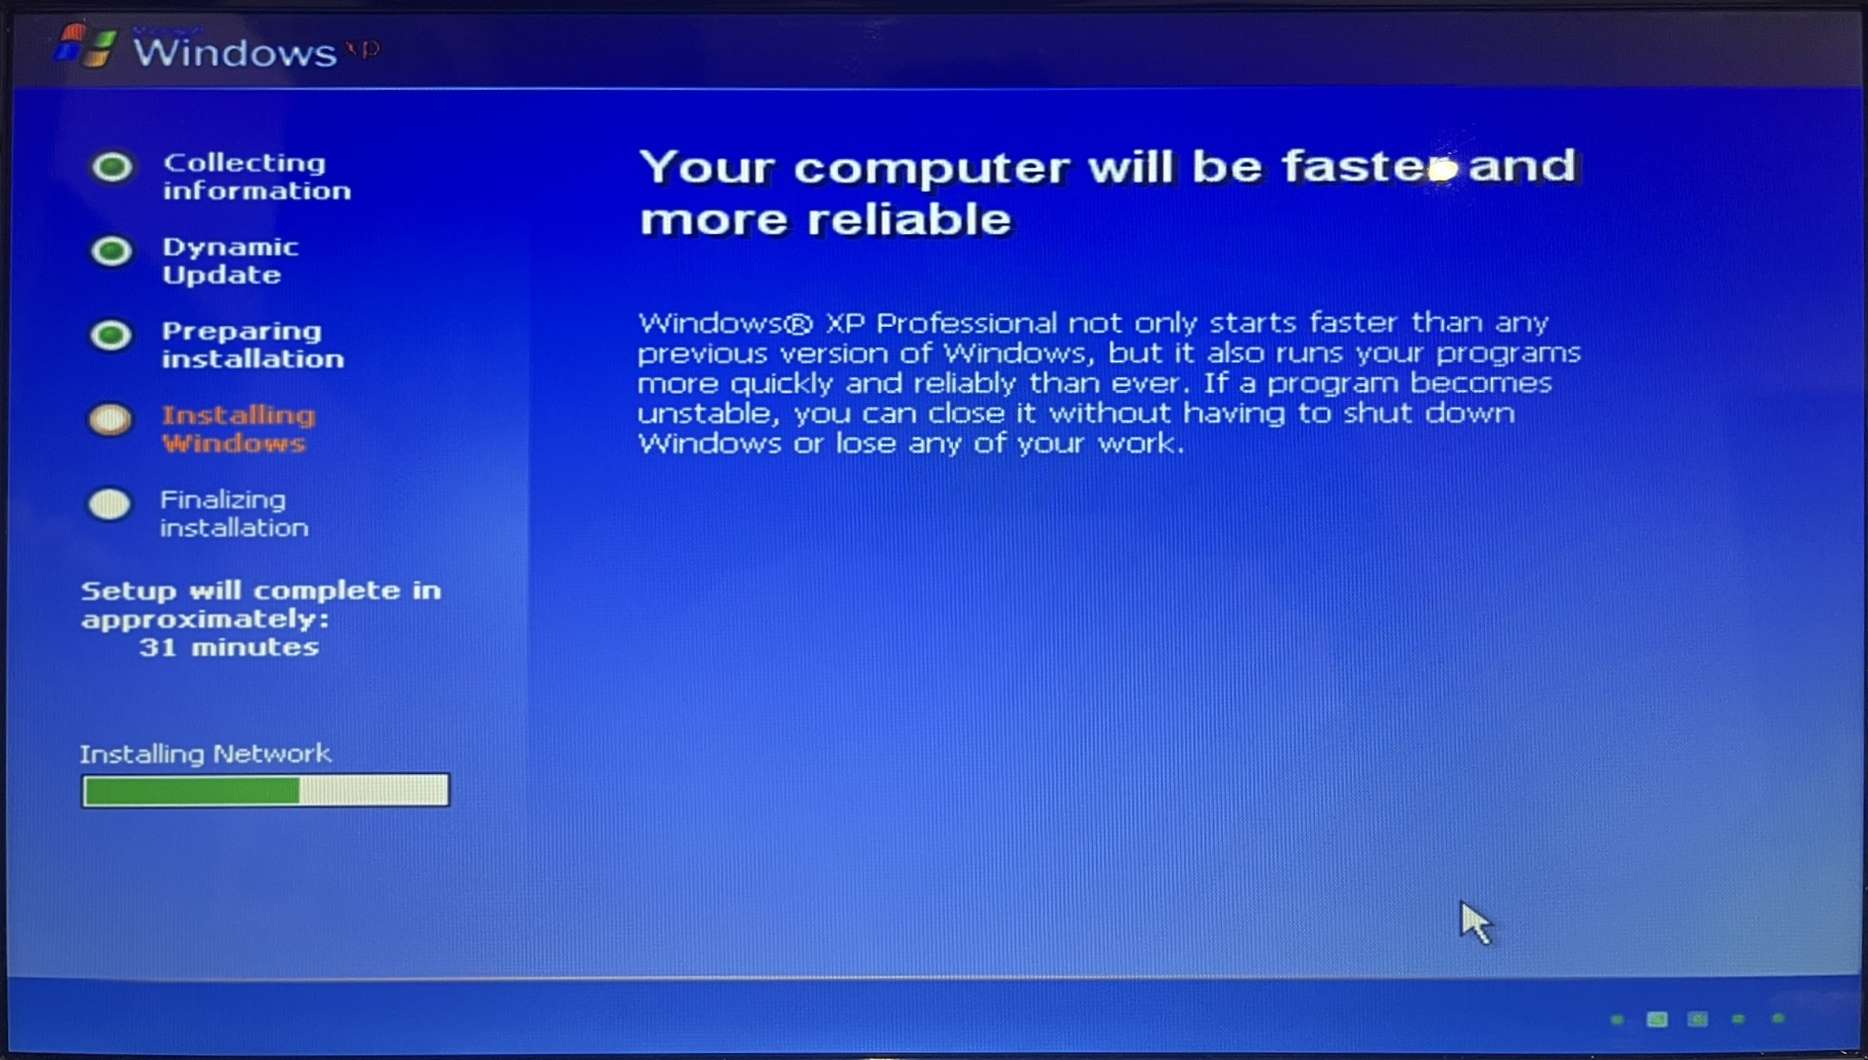 Microsoft
Windows xp
Collecting
information
Dynamic
Update
Preparing
installation
Installing
Windows
Finalizing
installation
Setup will complete in
approximately:
31 minutes
Installing Network
Your computer will be faster and
more reliable
Windows® XP Professional not only starts faster than any
previous version of Windows, but it also runs your programs
more quickly and reliably than ever. If a program becomes
unstable, you can close it without having to shut down
Windows or lose any of your work.